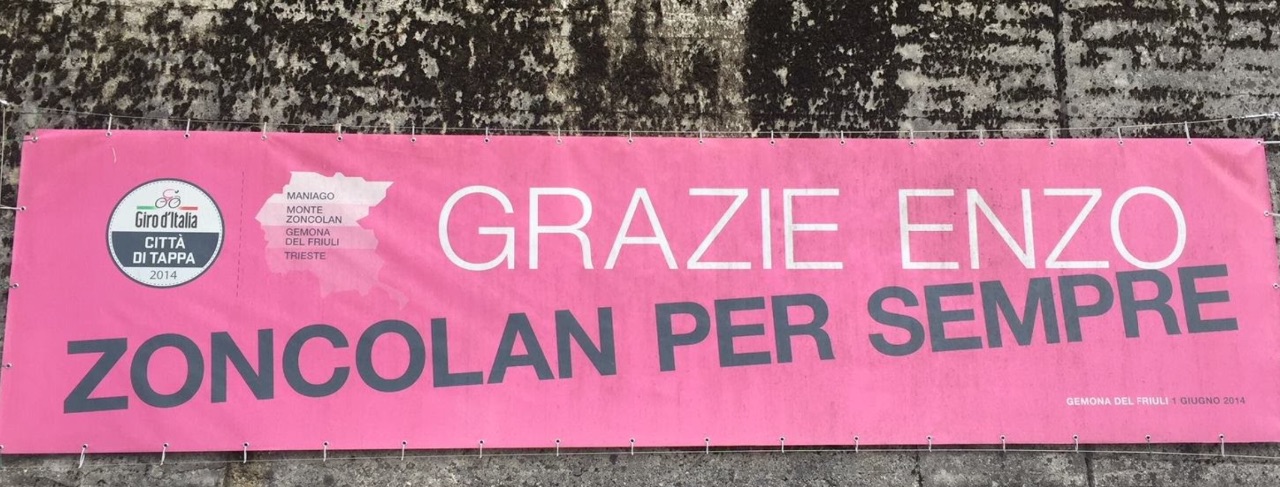 Giro d'Italia
CITTÀ
DI TAPPA
2014
MANIAGO
MONTE
ZONCOLAN
GEMONA
DEL FRIULI
TRIESTE
GRAZIE ENZO
ZONCOLAN PER SEMPRE
GEMONA DEL FRIULI 1 GIUGNO 2014